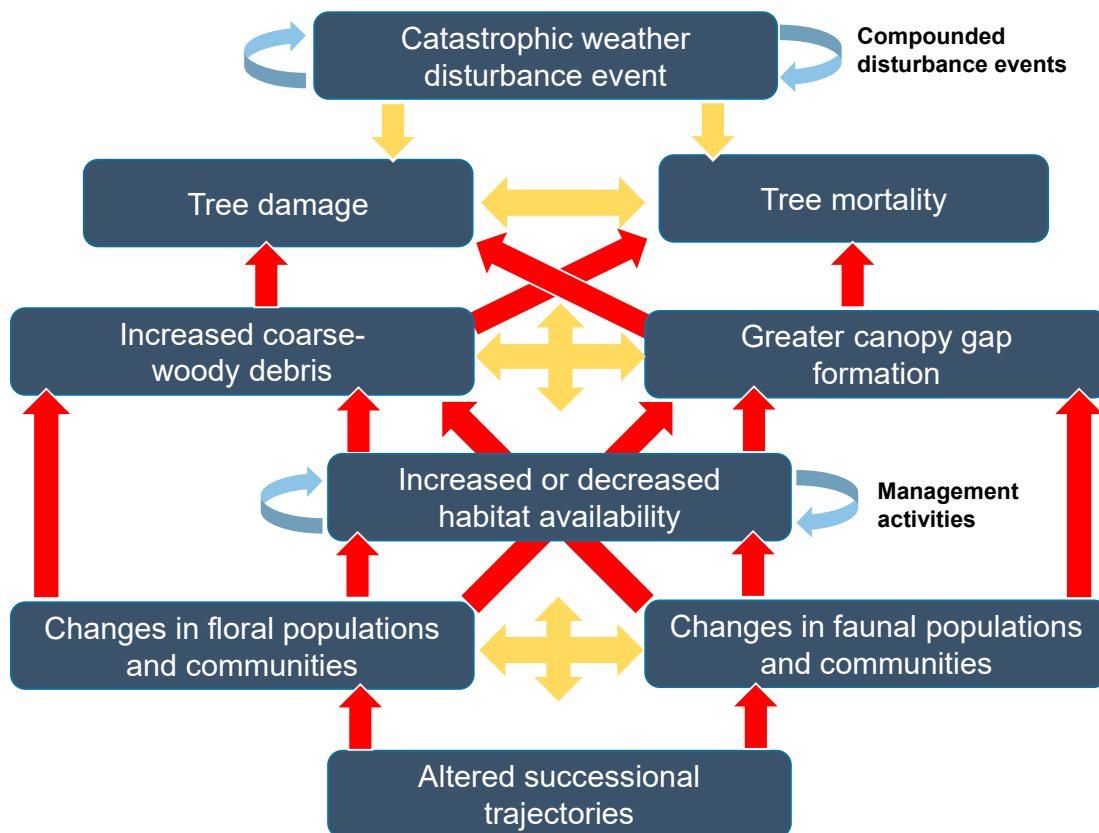 Catastrophic weather
disturbance event
Compounded
disturbance events
Tree damage
Tree mortality
Increased coarse-
woody debris
Greater canopy gap
formation
Increased or decreased
habitat availability
Management
activities
Changes in floral populations
and communities
Changes in faunal populations
and communities
Altered successional
trajectories